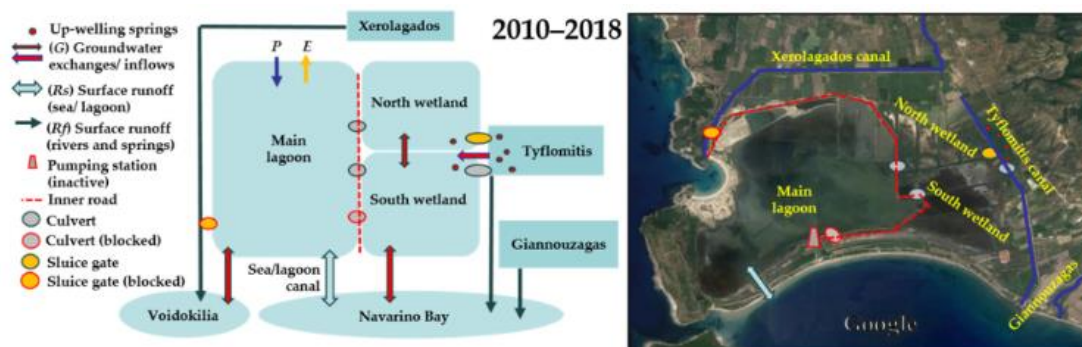 2010–2018
Up-welling springs
(G) Groundwater
exchanges/ inflows
(Rs) Surface runoff
(sea/ lagoon)
(Rf) Surface runoff
(rivers and springs)
Pumping station
(inactive)
Inner road
Culvert
Culvert (blocked)
Sluice gate
Sluice gate (blocked)
Xerolagados
P E
Main
lagoon
North wetland
South wetland
Tyflomitis
Giannouzagas
Sea/lagoon
canal
Voidokilia
Navarino Bay
Xerolagados canal
North wetland
Tyflomitis canal
Main
lagoon
South wetland
Giannouzagas
Google